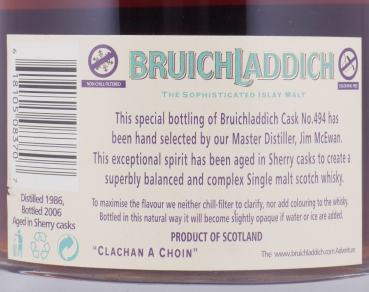 BRUICHLADDICH
THE SOPHISTICATED ISLAY MALT
NON CHILL FILTERED
COLOURING FREE
This special bottling of Bruichladdich Cask No.494 has
been hand selected by our Master Distiller, Jim McEwan.
This exceptional spirit has been aged in Sherry casks to create a
superbly balanced and complex Single malt scotch whisky.
To maximise the flavour we neither chill-filter to clarify, nor add colouring to the whisky.
Bottled in this natural way it will become slightly opaque if water or ice are added.
PRODUCT OF SCOTLAND
"CLACHAN A CHOIN"
The www.bruichladdich.com Adventure
6 18105 08370 7
Distilled 1986,
Bottled 2006
Aged in Sherry casks